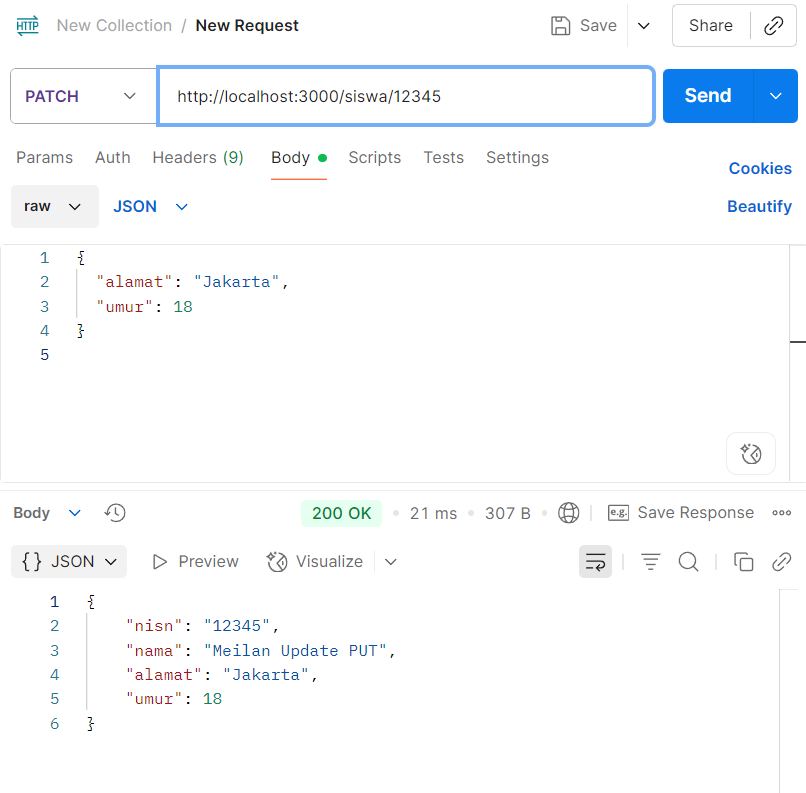 HTTP New Collection / New Request Save Share
PATCH http://localhost:3000/siswa/12345 Send
Params Auth Headers (9) Body Scripts Tests Settings
Cookies
raw JSON Beautify
1 {
2 "alamat": "Jakarta",
3 "umur": 18
4 }
5
Body 200 OK 21 ms 307 B e.g. Save Response
{} JSON Preview Visualize
1 {
2 "nisn": "12345",
3 "nama": "Meilan Update PUT",
4 "alamat": "Jakarta",
5 "umur": 18
6 }